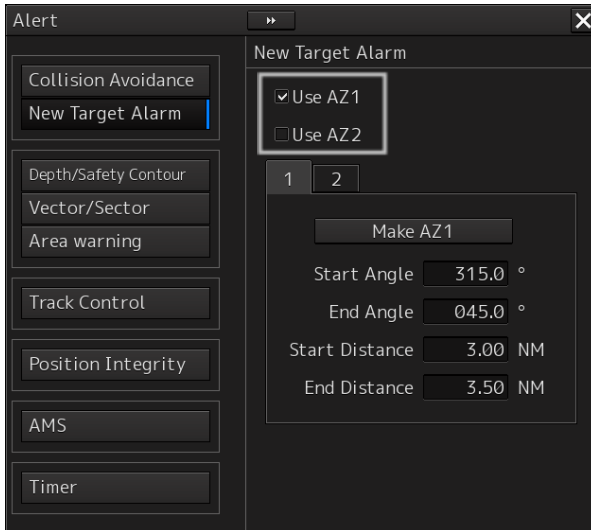 Alert
Collision Avoidance
New Target Alarm
Depth/Safety Contour
Vector/Sector
Area warning
Track Control
Position Integrity
AMS
Timer
New Target Alarm
Use AZ1
Use AZ2
1 2
Make AZ1
Start Angle 315.0 °
End Angle 045.0 °
Start Distance 3.00 NM
End Distance 3.50 NM